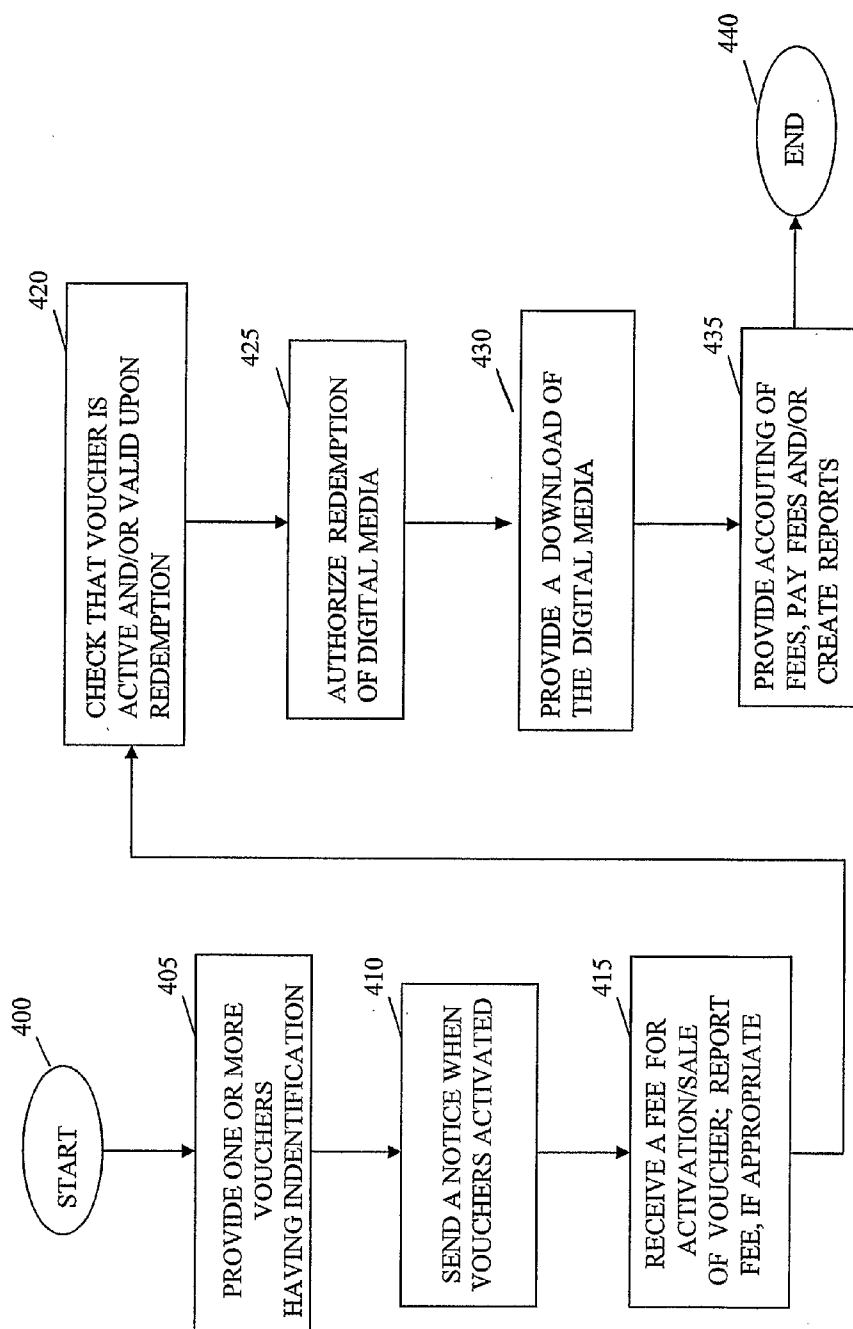 400
START
405
PROVIDE ONE OR MORE
VOUCHERS
HAVING INDENTIFICATION
410
SEND A NOTICE WHEN
VOUCHERS ACTIVATED
415
RECEIVE A FEE FOR
ACTIVATION/SALE
OF VOUCHER; REPORT
FEE, IF APPROPRIATE
420
CHECK THAT VOUCHER IS
ACTIVE AND/OR VALID UPON
REDEMPTION
425
AUTHORIZE REDEMPTION
OF DIGITAL MEDIA
430
PROVIDE A DOWNLOAD OF
THE DIGITAL MEDIA
435
PROVIDE ACCOUTING OF
FEES, PAY FEES AND/OR
CREATE REPORTS
440
END